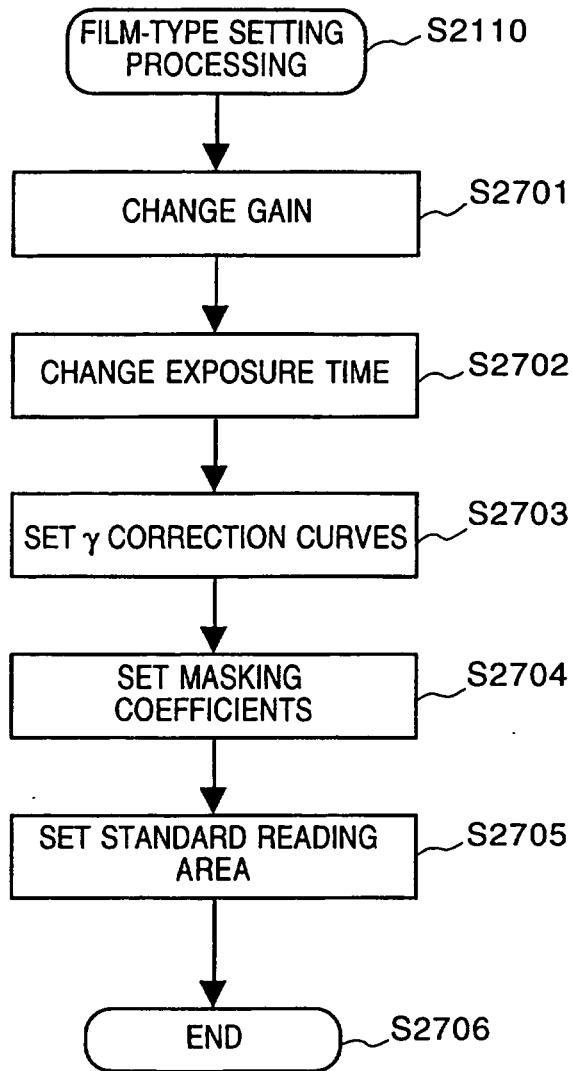 FILM-TYPE SETTING
PROCESSING
S2110
CHANGE GAIN
S2701
CHANGE EXPOSURE TIME
S2702
SET γ CORRECTION CURVES
S2703
SET MASKING
COEFFICIENTS
S2704
SET STANDARD READING
AREA
S2705
END
S2706